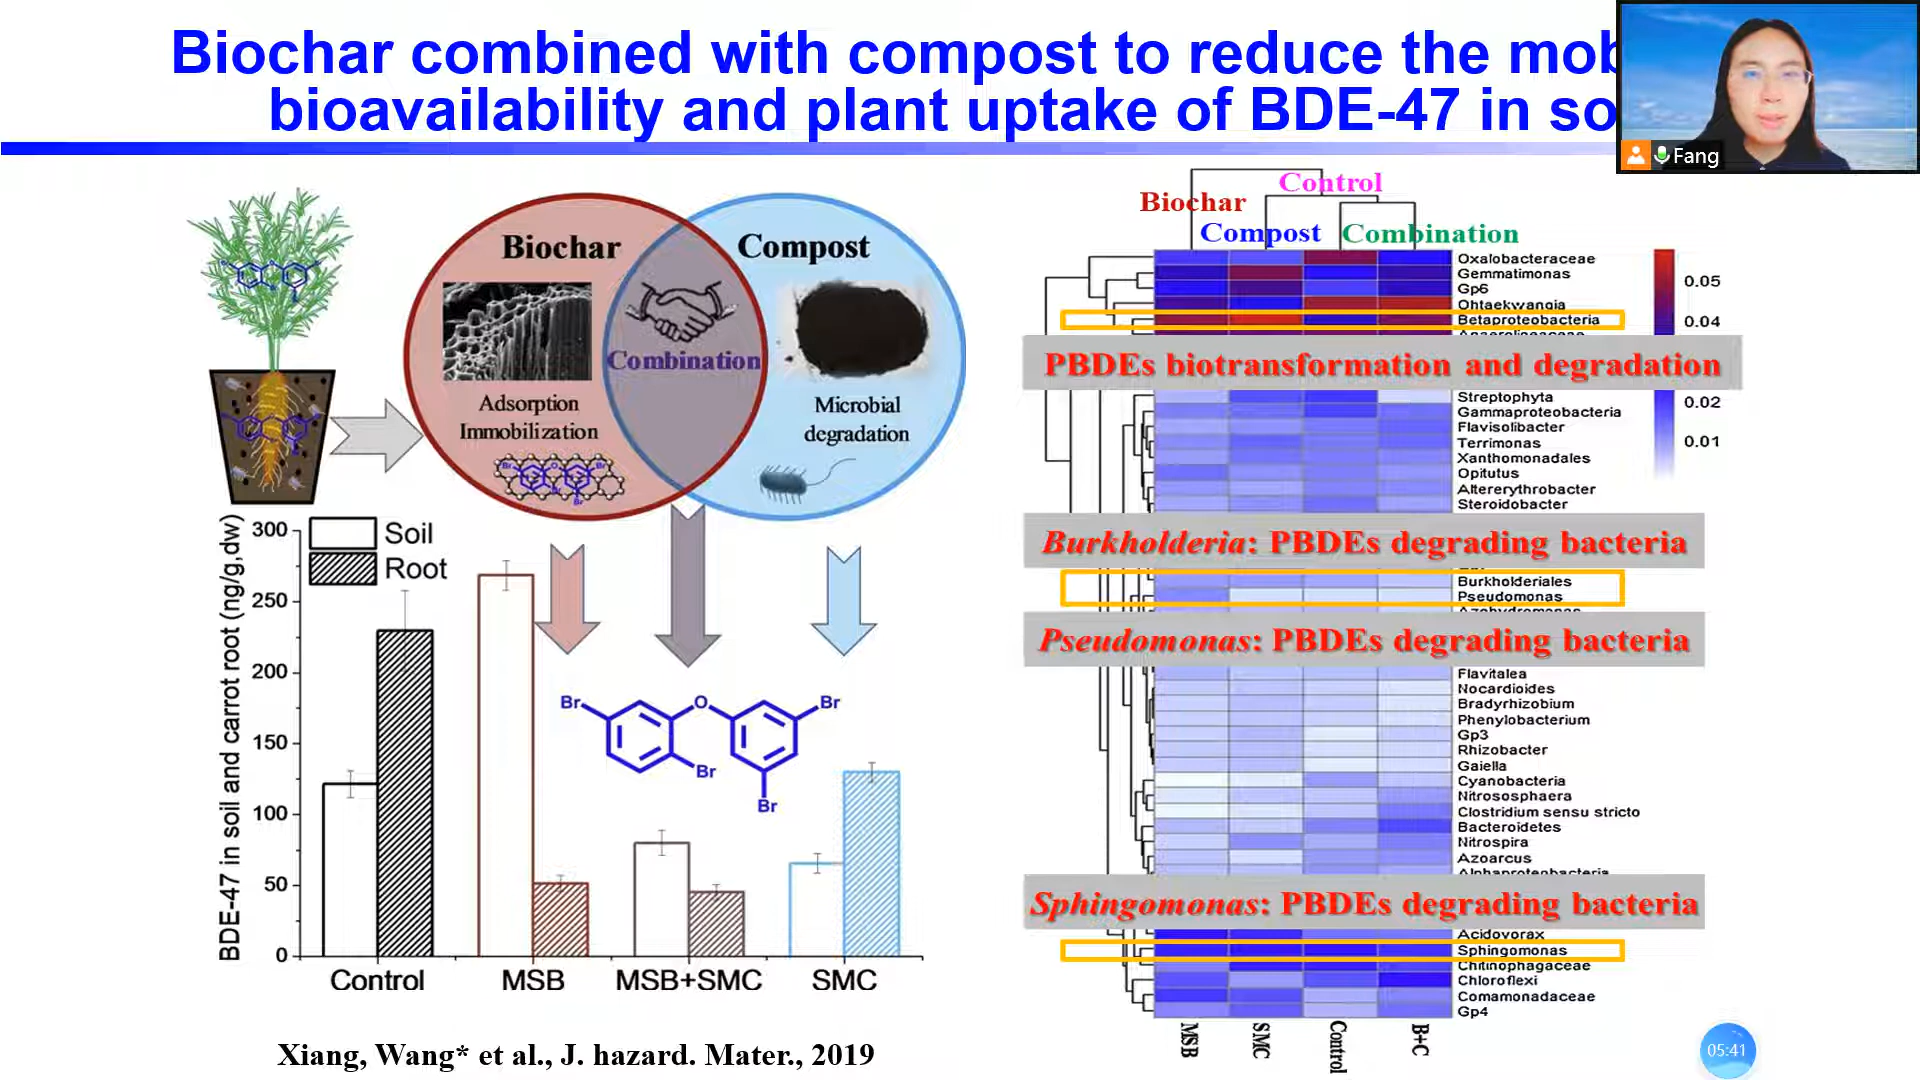 Biochar combined with compost to reduce the mob
bioavailability and plant uptake of BDE-47 in so
Fang
Biochar
Compost
Combination
Adsorption
Immobilization
Microbial
degradation
BDE-47 in soil and carrot root (ng/g,dw)
300
250
200
150
100
50
0
Soil
Root
Br
O
Br
Br
Br
Control
MSB
MSB+SMC
SMC
Xiang, Wang* et al., J. hazard. Mater., 2019
Control
Biochar
Compost
Combination
Oxalobacteraceae
Gemmatimonas
Gp6
Ohtaekwangia
Betaproteobacteria
PBDEs biotransformation and degradation
Streptophyta
Gammaproteobacteria
Flavisolibacter
Terrimonas
Xanthomonadales
Opitutus
Altererythrobacter
Steroidobacter
Burkholderia: PBDEs degrading bacteria
Burkholderiales
Pseudomonas
Pseudomonas: PBDEs degrading bacteria
Flavitalea
Nocardioides
Bradyrhizobium
Phenylobacterium
Gp3
Rhizobacter
Gaiella
Cyanobacteria
Nitrososphaera
Clostridium sensu stricto
Bacteroidetes
Nitrospira
Azoarcus
Alphaproteobacteria
Sphingomonas: PBDEs degrading bacteria
Acidovorax
Sphingomonas
Chitinophagaceae
Chloroflexi
Comamonadaceae
Gp4
0.05
0.04
0.02
0.01
MSB
SMC
Control
B+C
05:41